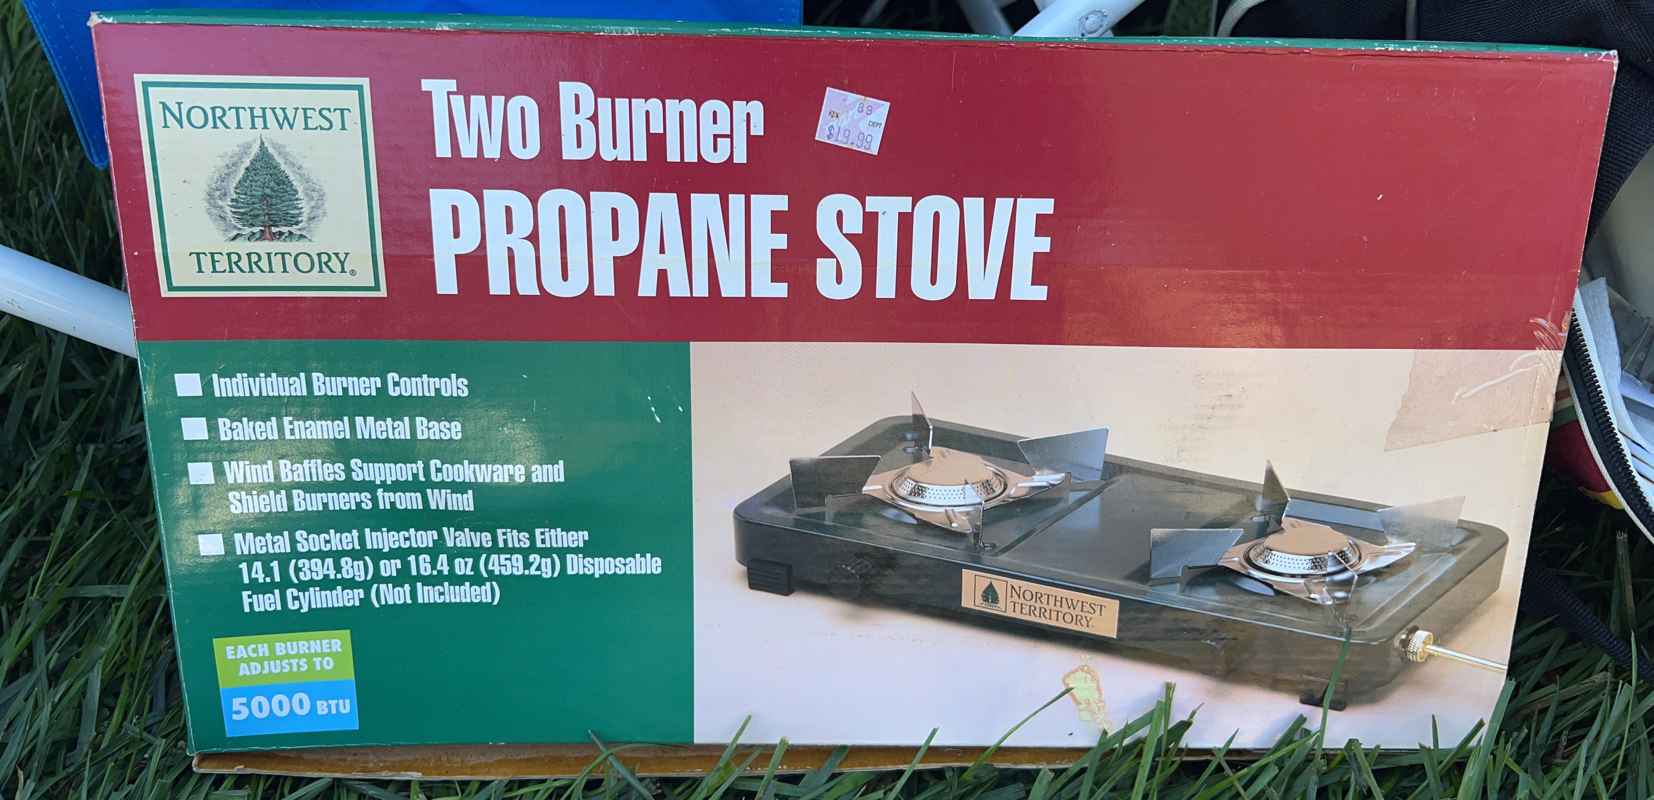 NORTHWEST
TERRITORY®
Two Burner
PROPANE STOVE
89
DEPT
$19.99
Individual Burner Controls
Baked Enamel Metal Base
Wind Baffles Support Cookware and
Shield Burners from Wind
Metal Socket Injector Valve Fits Either
14.1 (394.8g) or 16.4 oz (459.2g) Disposable
Fuel Cylinder (Not Included)
EACH BURNER
ADJUSTS TO
5000 BTU
NORTHWEST
TERRITORY